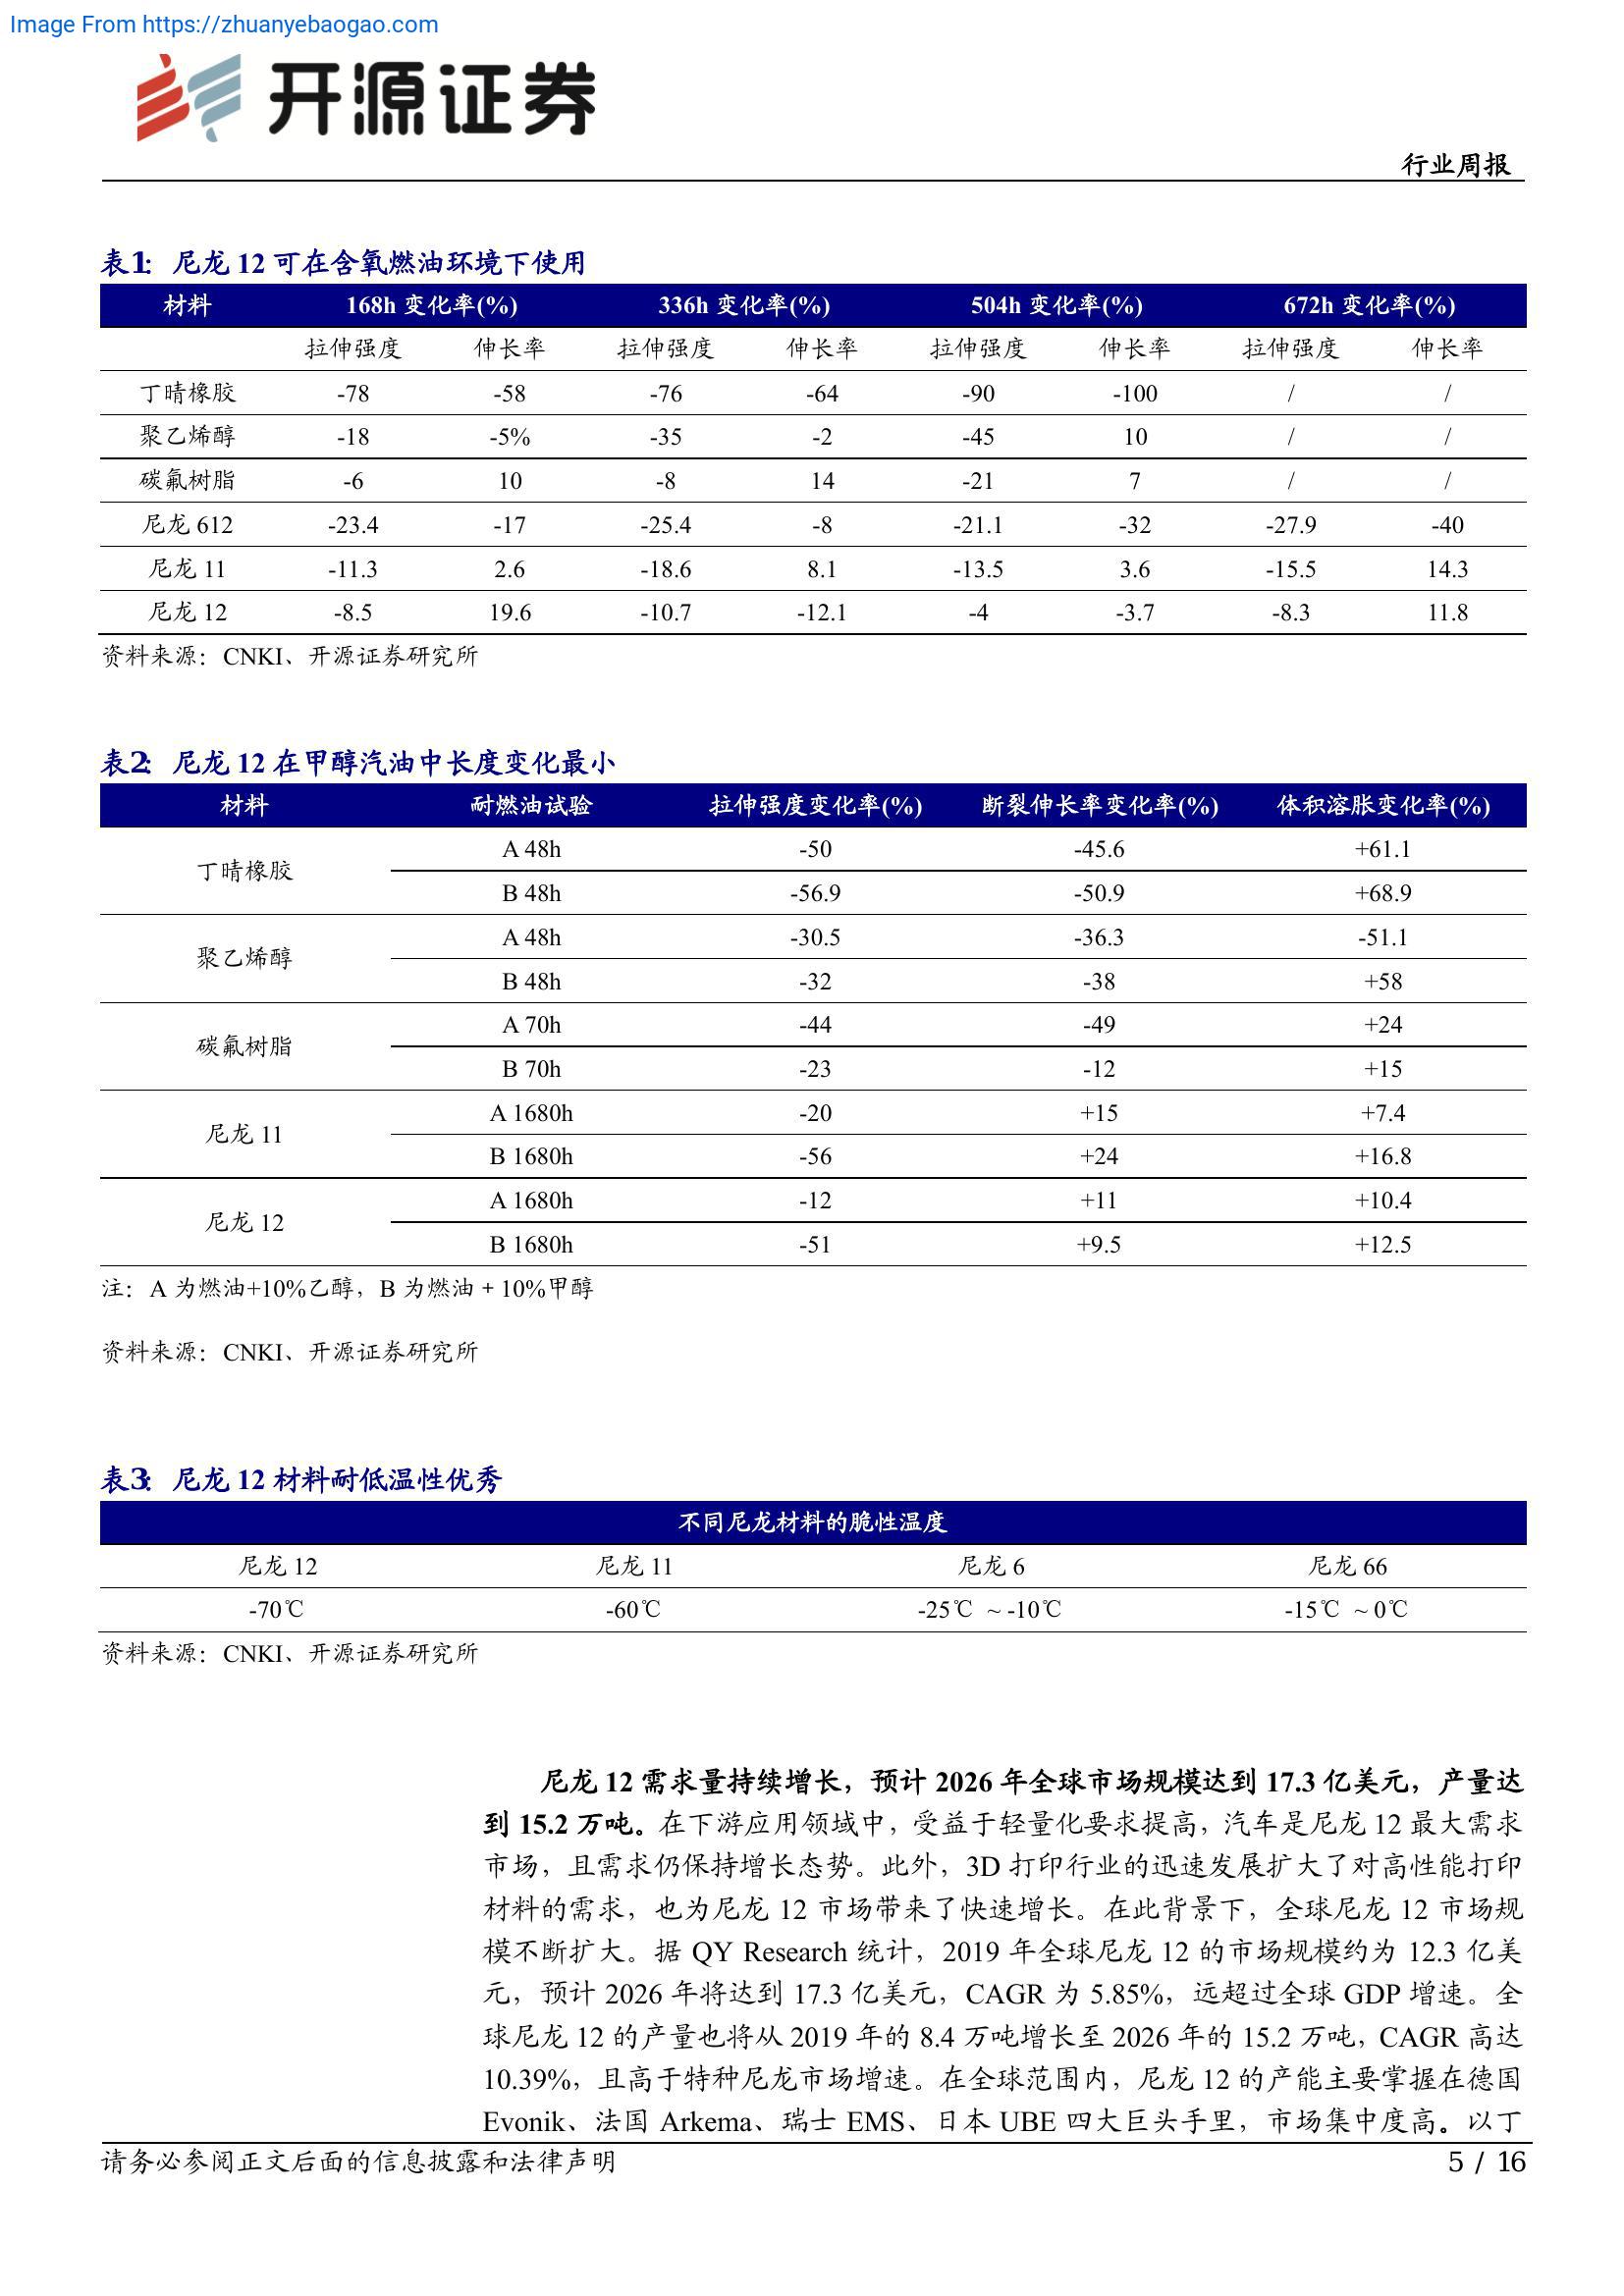 Image From https://zhuanyebaogao.com
开源证券
行业周报
表1： 尼龙 12 可在含氧燃油环境下使用
材料 168h 变化率(%) 336h 变化率(%) 504h 变化率(%) 672h 变化率(%)
拉伸强度 伸长率 拉伸强度 伸长率 拉伸强度 伸长率 拉伸强度 伸长率
丁晴橡胶 -78 -58 -76 -64 -90 -100 / /
聚乙烯醇 -18 -5% -35 -2 -45 10 / /
碳氟树脂 -6 10 -8 14 -21 7 / /
尼龙 612 -23.4 -17 -25.4 -8 -21.1 -32 -27.9 -40
尼龙 11 -11.3 2.6 -18.6 8.1 -13.5 3.6 -15.5 14.3
尼龙 12 -8.5 19.6 -10.7 -12.1 -4 -3.7 -8.3 11.8
资料来源：CNKI、开源证券研究所
表2： 尼龙 12 在甲醇汽油中长度变化最小
材料 耐燃油试验 拉伸强度变化率(%) 断裂伸长率变化率(%) 体积溶胀变化率(%)
丁晴橡胶 A 48h -50 -45.6 +61.1
B 48h -56.9 -50.9 +68.9
聚乙烯醇 A 48h -30.5 -36.3 -51.1
B 48h -32 -38 +58
碳氟树脂 A 70h -44 -49 +24
B 70h -23 -12 +15
尼龙 11 A 1680h -20 +15 +7.4
B 1680h -56 +24 +16.8
尼龙 12 A 1680h -12 +11 +10.4
B 1680h -51 +9.5 +12.5
注：A 为燃油+10%乙醇，B 为燃油 + 10%甲醇
资料来源：CNKI、开源证券研究所
表3： 尼龙 12 材料耐低温性优秀
不同尼龙材料的脆性温度
尼龙 12 尼龙 11 尼龙 6 尼龙 66
-70℃ -60℃ -25℃ ~ -10℃ -15℃ ~ 0℃
资料来源：CNKI、开源证券研究所
尼龙 12 需求量持续增长，预计 2026 年全球市场规模达到 17.3 亿美元，产量达
到 15.2 万吨。在下游应用领域中，受益于轻量化要求提高，汽车是尼龙 12 最大需求
市场，且需求仍保持增长态势。此外，3D 打印行业的迅速发展扩大了对高性能打印
材料的需求，也为尼龙 12 市场带来了快速增长。在此背景下，全球尼龙 12 市场规
模不断扩大。据 QY Research 统计，2019 年全球尼龙 12 的市场规模约为 12.3 亿美
元，预计 2026 年将达到 17.3 亿美元，CAGR 为 5.85%，远超过全球 GDP 增速。全
球尼龙 12 的产量也将从 2019 年的 8.4 万吨增长至 2026 年的 15.2 万吨，CAGR 高达
10.39%，且高于特种尼龙市场增速。在全球范围内，尼龙 12 的产能主要掌握在德国
Evonik、法国 Arkema、瑞士 EMS、日本 UBE 四大巨头手里，市场集中度高。以丁
请务必参阅正文后面的信息披露和法律声明
5 / 16